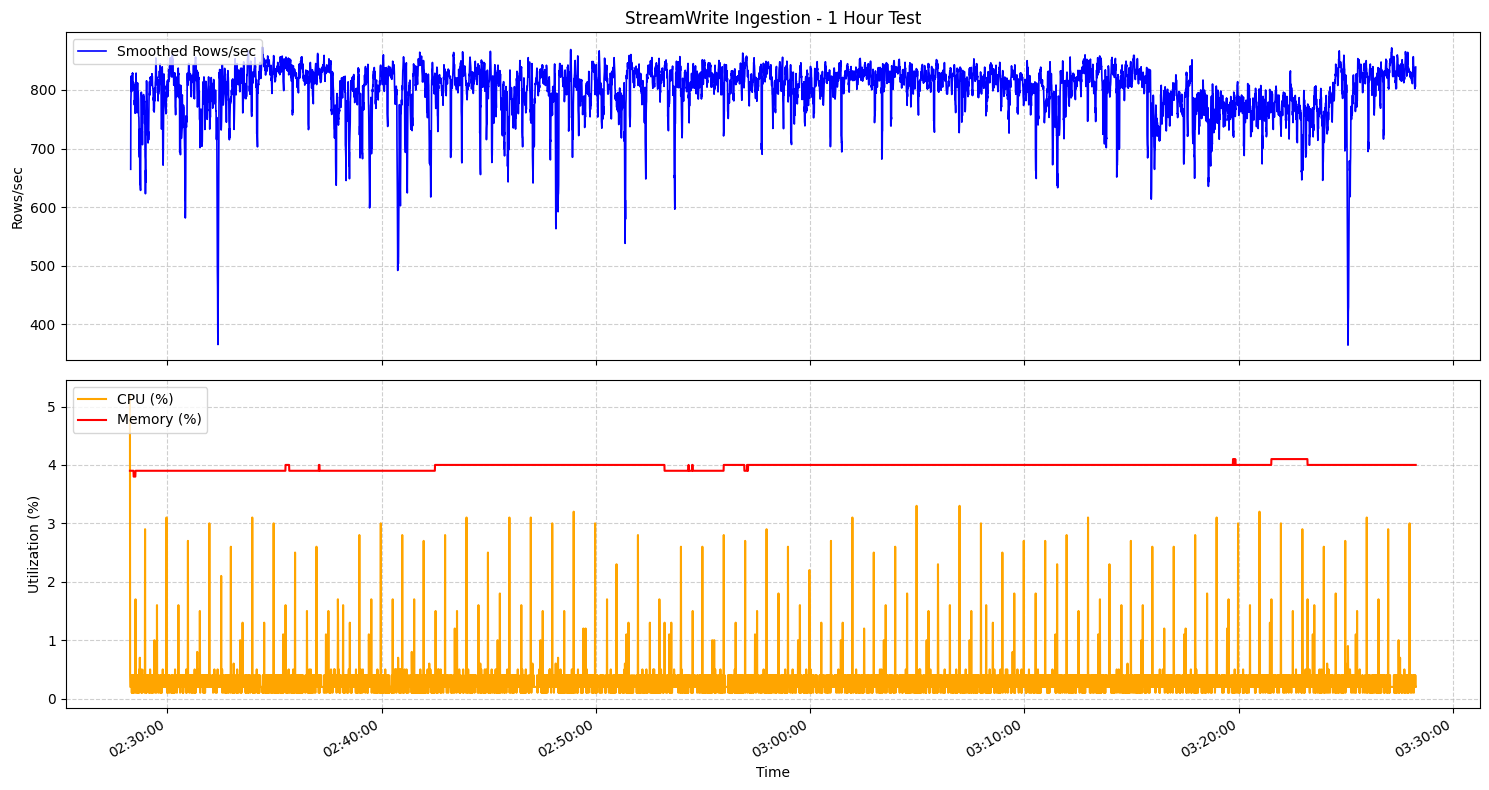 StreamWrite Ingestion - 1 Hour Test
Smoothed Rows/sec
800
700
600
500
400
Rows/sec
CPU (%)
Memory (%)
5
4
3
2
1
0
Utilization (%)
02:30:00
02:40:00
02:50:00
03:00:00
03:10:00
03:20:00
03:30:00
Time